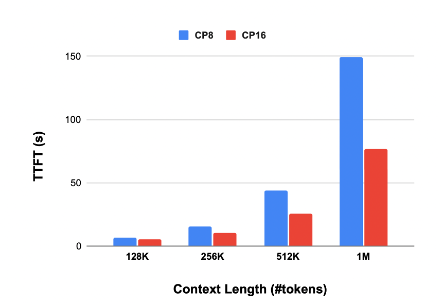 CP8 CP16
150
100
50
0
TTFT (s)
128K 256K 512K 1M
Context Length (#tokens)